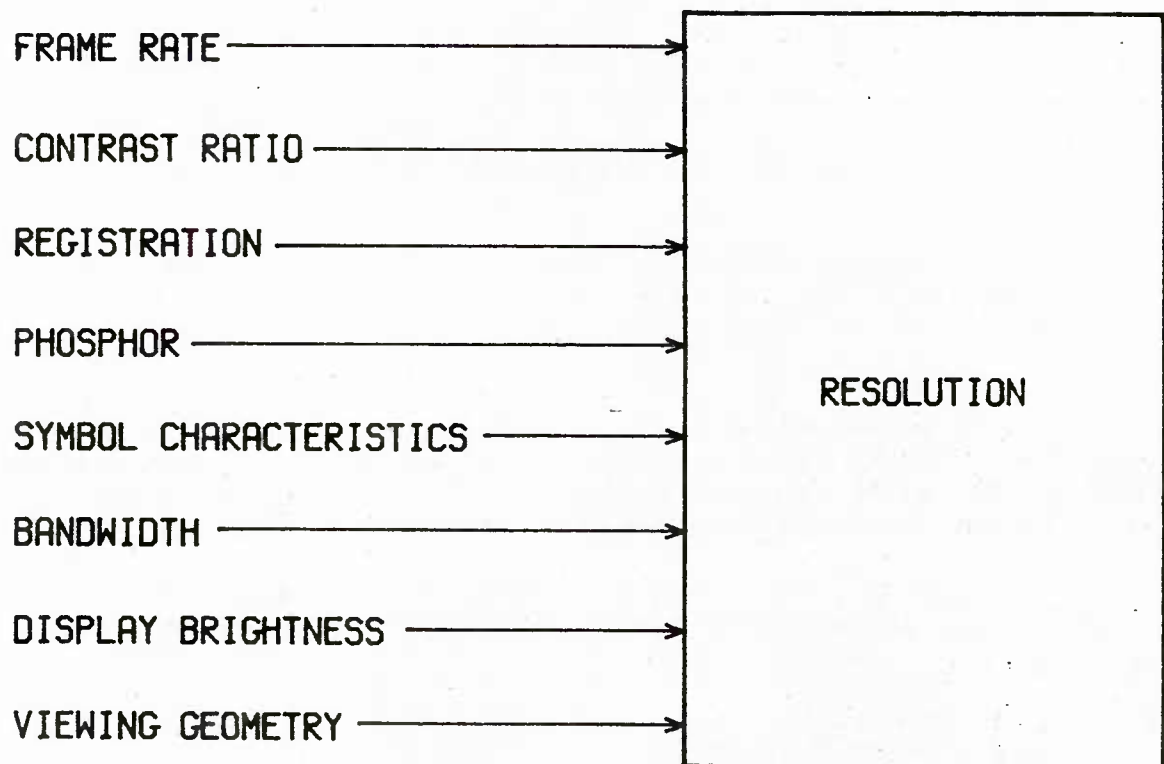 FRAME RATE
CONTRAST RATIO
REGISTRATION
PHOSPHOR
RESOLUTION
SYMBOL CHARACTERISTICS
BANDWIDTH
DISPLAY BRIGHTNESS
VIEWING GEOMETRY